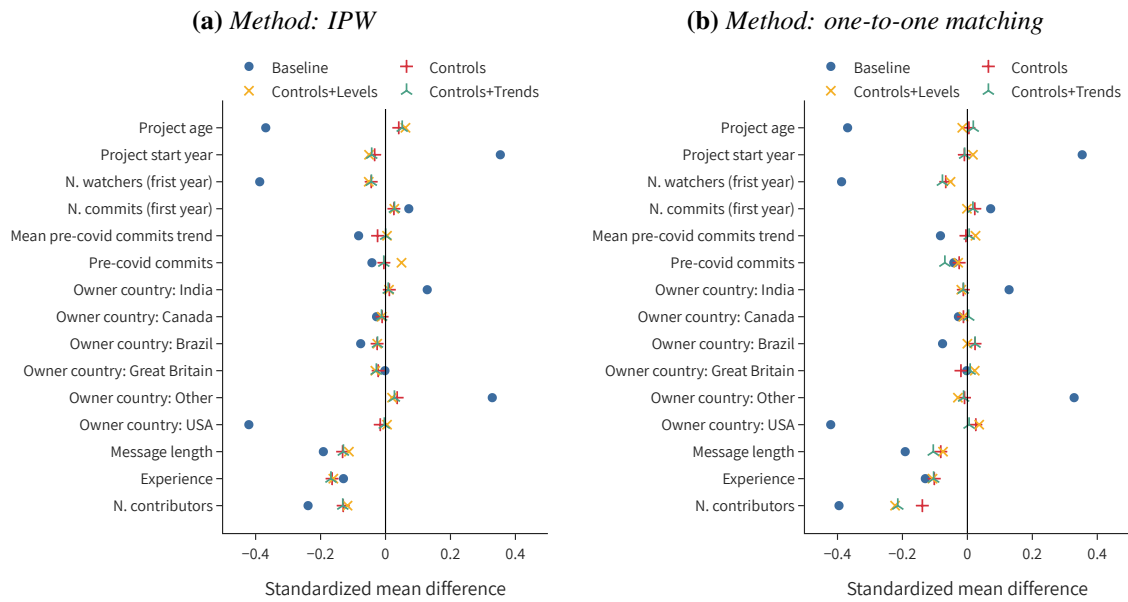 (a) Method: IPW
Baseline
Controls
Controls+Levels
Controls+Trends
Project age
Project start year
N. watchers (frist year)
N. commits (first year)
Mean pre-covid commits trend
Pre-covid commits
Owner country: India
Owner country: Canada
Owner country: Brazil
Owner country: Great Britain
Owner country: Other
Owner country: USA
Message length
Experience
N. contributors
−0.4 −0.2 0 0.2 0.4
Standardized mean difference
(b) Method: one-to-one matching
Baseline
Controls
Controls+Levels
Controls+Trends
Project age
Project start year
N. watchers (frist year)
N. commits (first year)
Mean pre-covid commits trend
Pre-covid commits
Owner country: India
Owner country: Canada
Owner country: Brazil
Owner country: Great Britain
Owner country: Other
Owner country: USA
Message length
Experience
N. contributors
−0.4 −0.2 0 0.2 0.4
Standardized mean difference